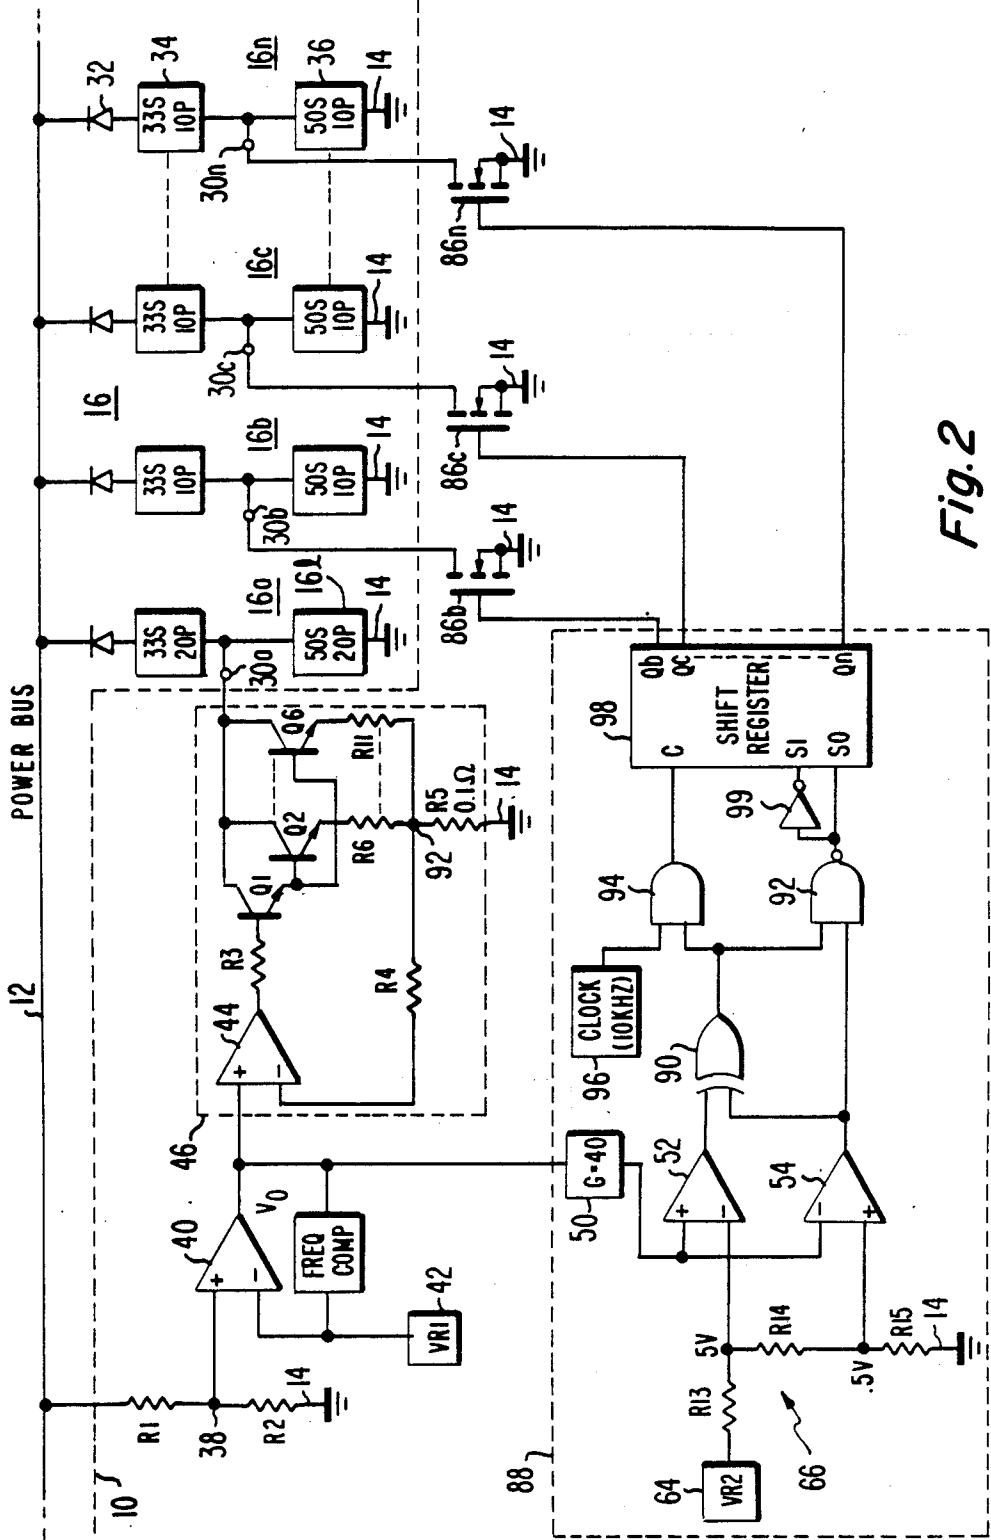 POWER BUS
12
16
32
33S
20P
33S
10P
33S
10P
33S
10P
34
16a
16b
16c
16n
30a
30b
30c
30n
50S
20P
16l
50S
10P
50S
10P
50S
10P
36
14
14
14
14
10
R1
38
R2
14
40
+
−
V0
FREQ
COMP
VR1
42
46
44
+
−
R3
Q1
Q2
Q6
R6
R11
R4
92
R5
0.1Ω
14
86b
14
86c
14
86n
14
88
50
G=40
CLOCK
(10KHZ)
96
94
90
52
+
−
54
−
+
92
99
98
C
S1
S0
SHIFT
REGISTER
Qb
Qc
Qn
64
VR2
R13
5V
R14
.5V
R15
14
66
Fig.2